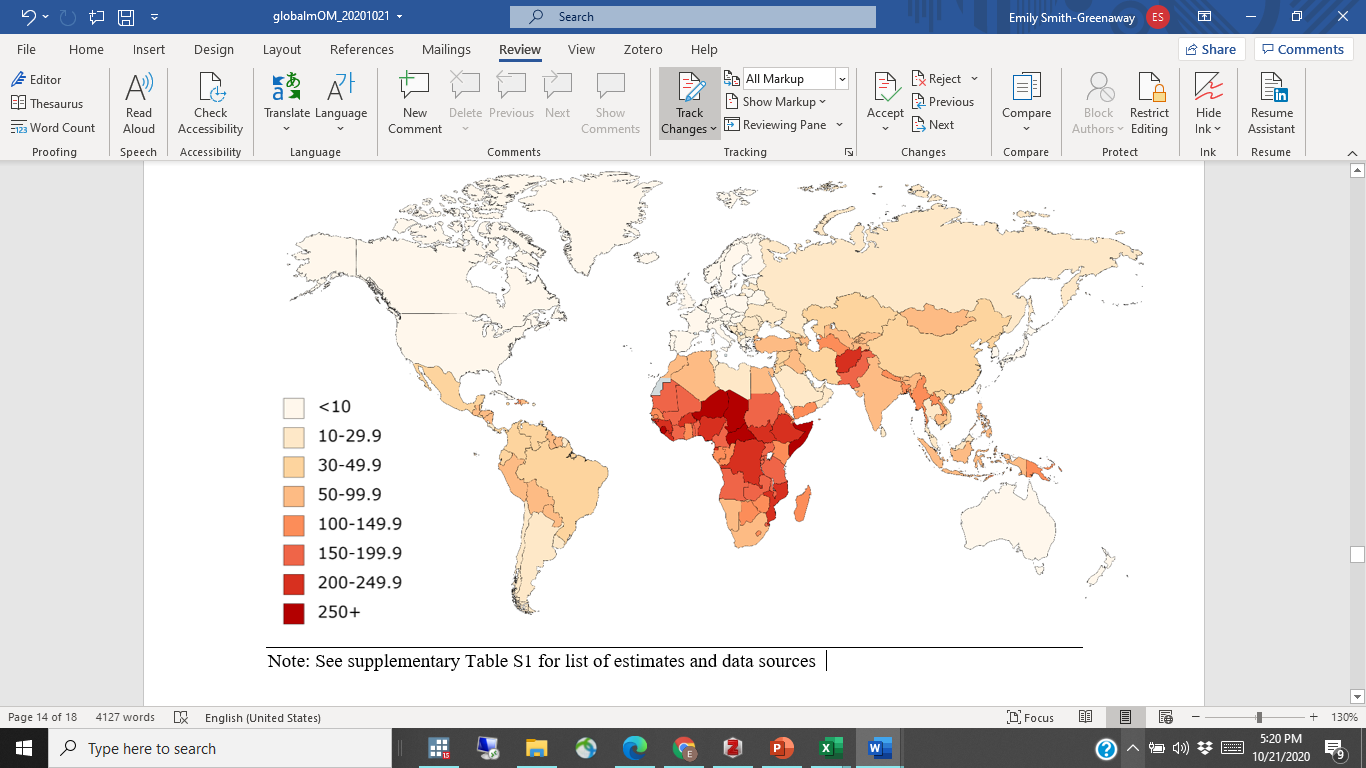 globalmOM_20201021
Search
Emily Smith-Greenaway
ES
File Home Insert Design Layout References Mailings Review View Zotero Help
Share
Comments
Editor
Thesaurus
Word Count
Proofing
Read Aloud
Speech
Check Accessibility
Accessibility
Translate
Language
Language
New Comment
Delete
Previous
Next
Show Comments
Comments
Track Changes
All Markup
Show Markup
Reviewing Pane
Tracking
Accept
Reject
Previous
Next
Changes
Compare
Compare
Block Authors
Restrict Editing
Protect
Hide Ink
Ink
Resume Assistant
Resume
<10
10-29.9
30-49.9
50-99.9
100-149.9
150-199.9
200-249.9
250+
Note: See supplementary Table S1 for list of estimates and data sources
Page 14 of 18 4127 words English (United States) Focus 130%
Type here to search
5:20 PM
10/21/2020
9